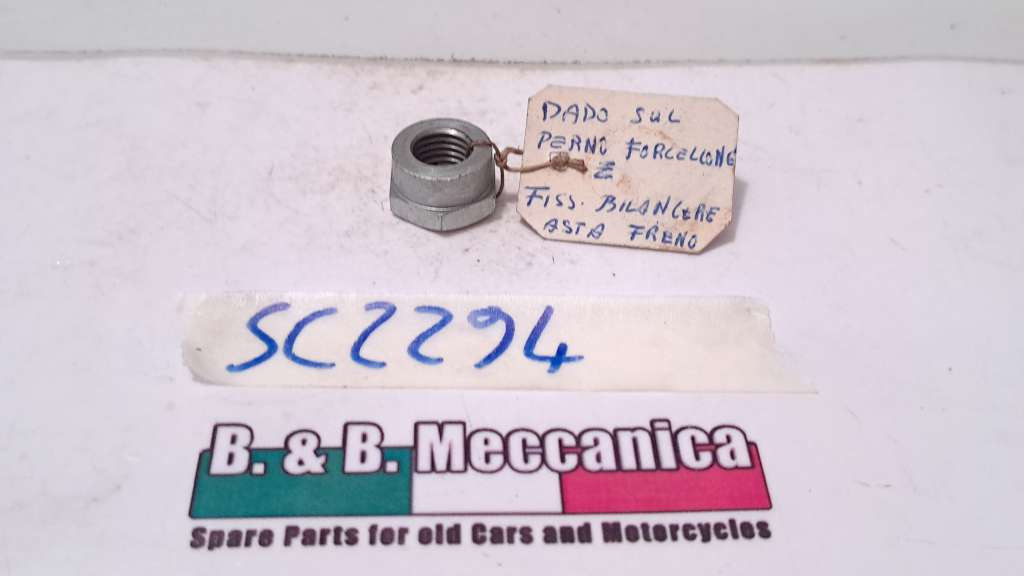 DADO SUL
PERNO FORCELLONE
E
FISS. BILANCERE
ASTA FRENO
SC2294
B. & B. Meccanica
Spare Parts for old Cars and Motorcycles